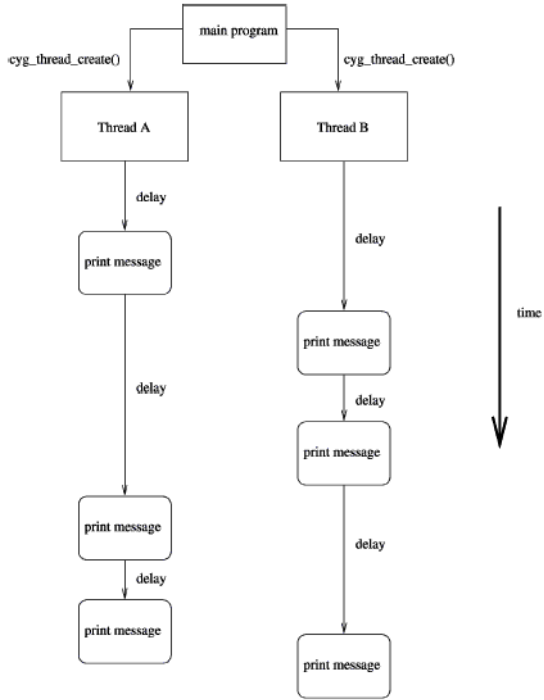 main program
cyg_thread_create()
cyg_thread_create()
Thread A
Thread B
delay
delay
print message
time
print message
delay
delay
print message
print message
delay
delay
print message
print message